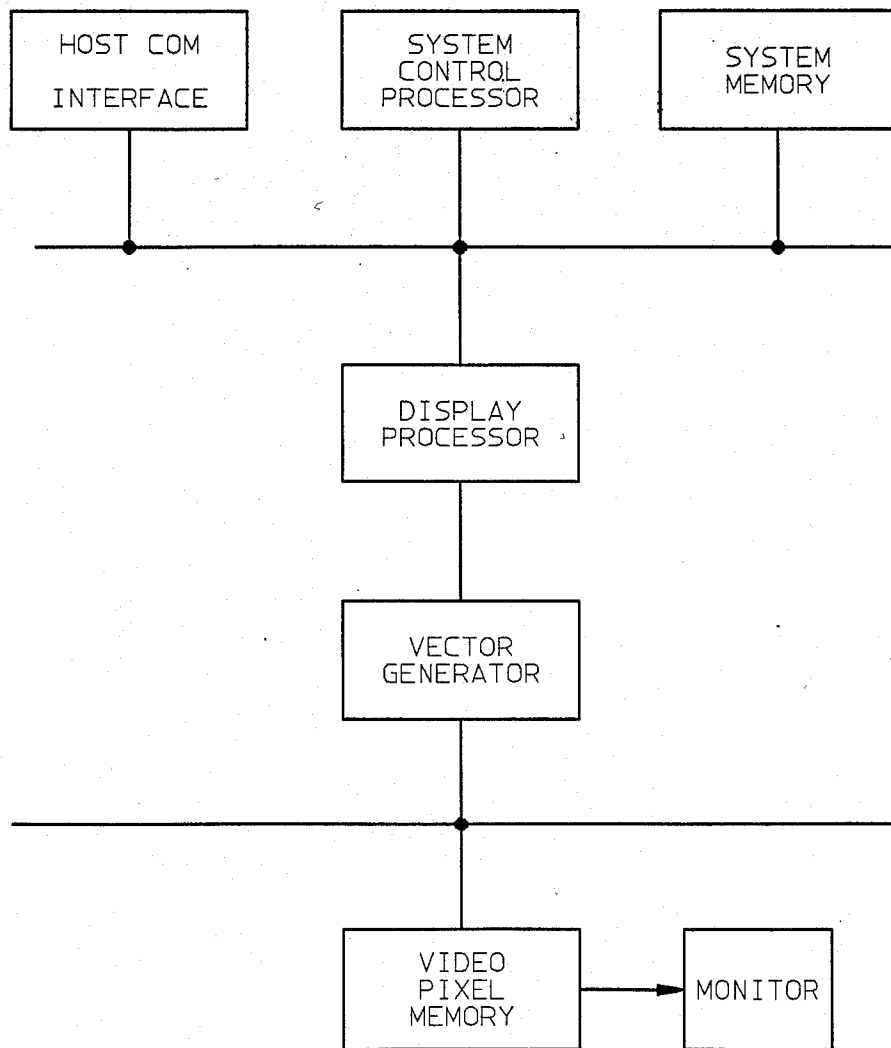 HOST COM
INTERFACE
SYSTEM
CONTROL
PROCESSOR
SYSTEM
MEMORY
DISPLAY
PROCESSOR
VECTOR
GENERATOR
VIDEO
PIXEL
MEMORY
MONITOR